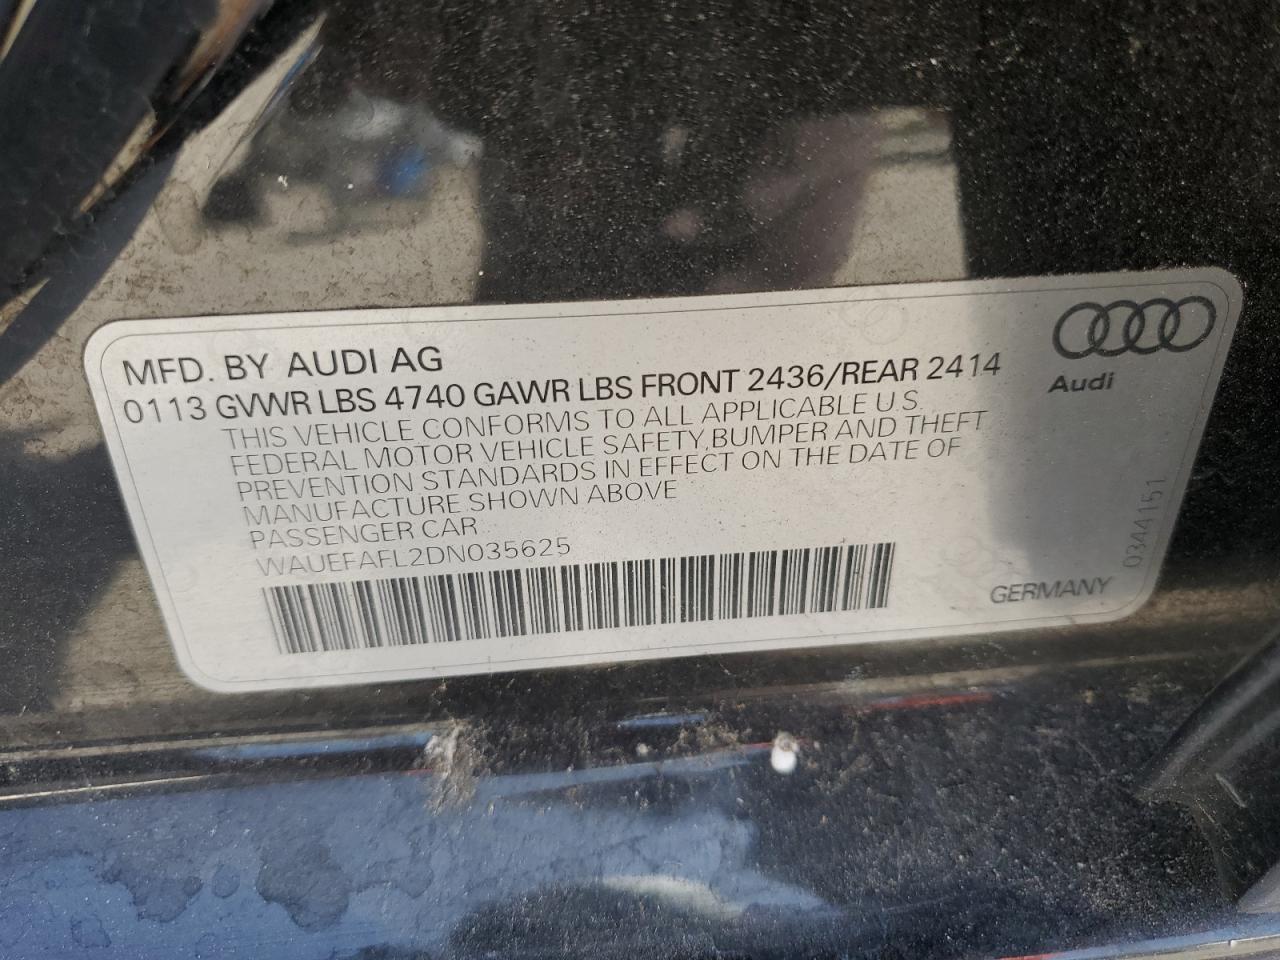 MFD. BY AUDI AG
0113 GVWR LBS 4740 GAWR LBS FRONT 2436/REAR 2414
THIS VEHICLE CONFORMS TO ALL APPLICABLE U.S.
FEDERAL MOTOR VEHICLE SAFETY, BUMPER AND THEFT
PREVENTION STANDARDS IN EFFECT ON THE DATE OF
MANUFACTURE SHOWN ABOVE
PASSENGER CAR
WAUEFAFL2DN035625
Audi
0344151
GERMANY